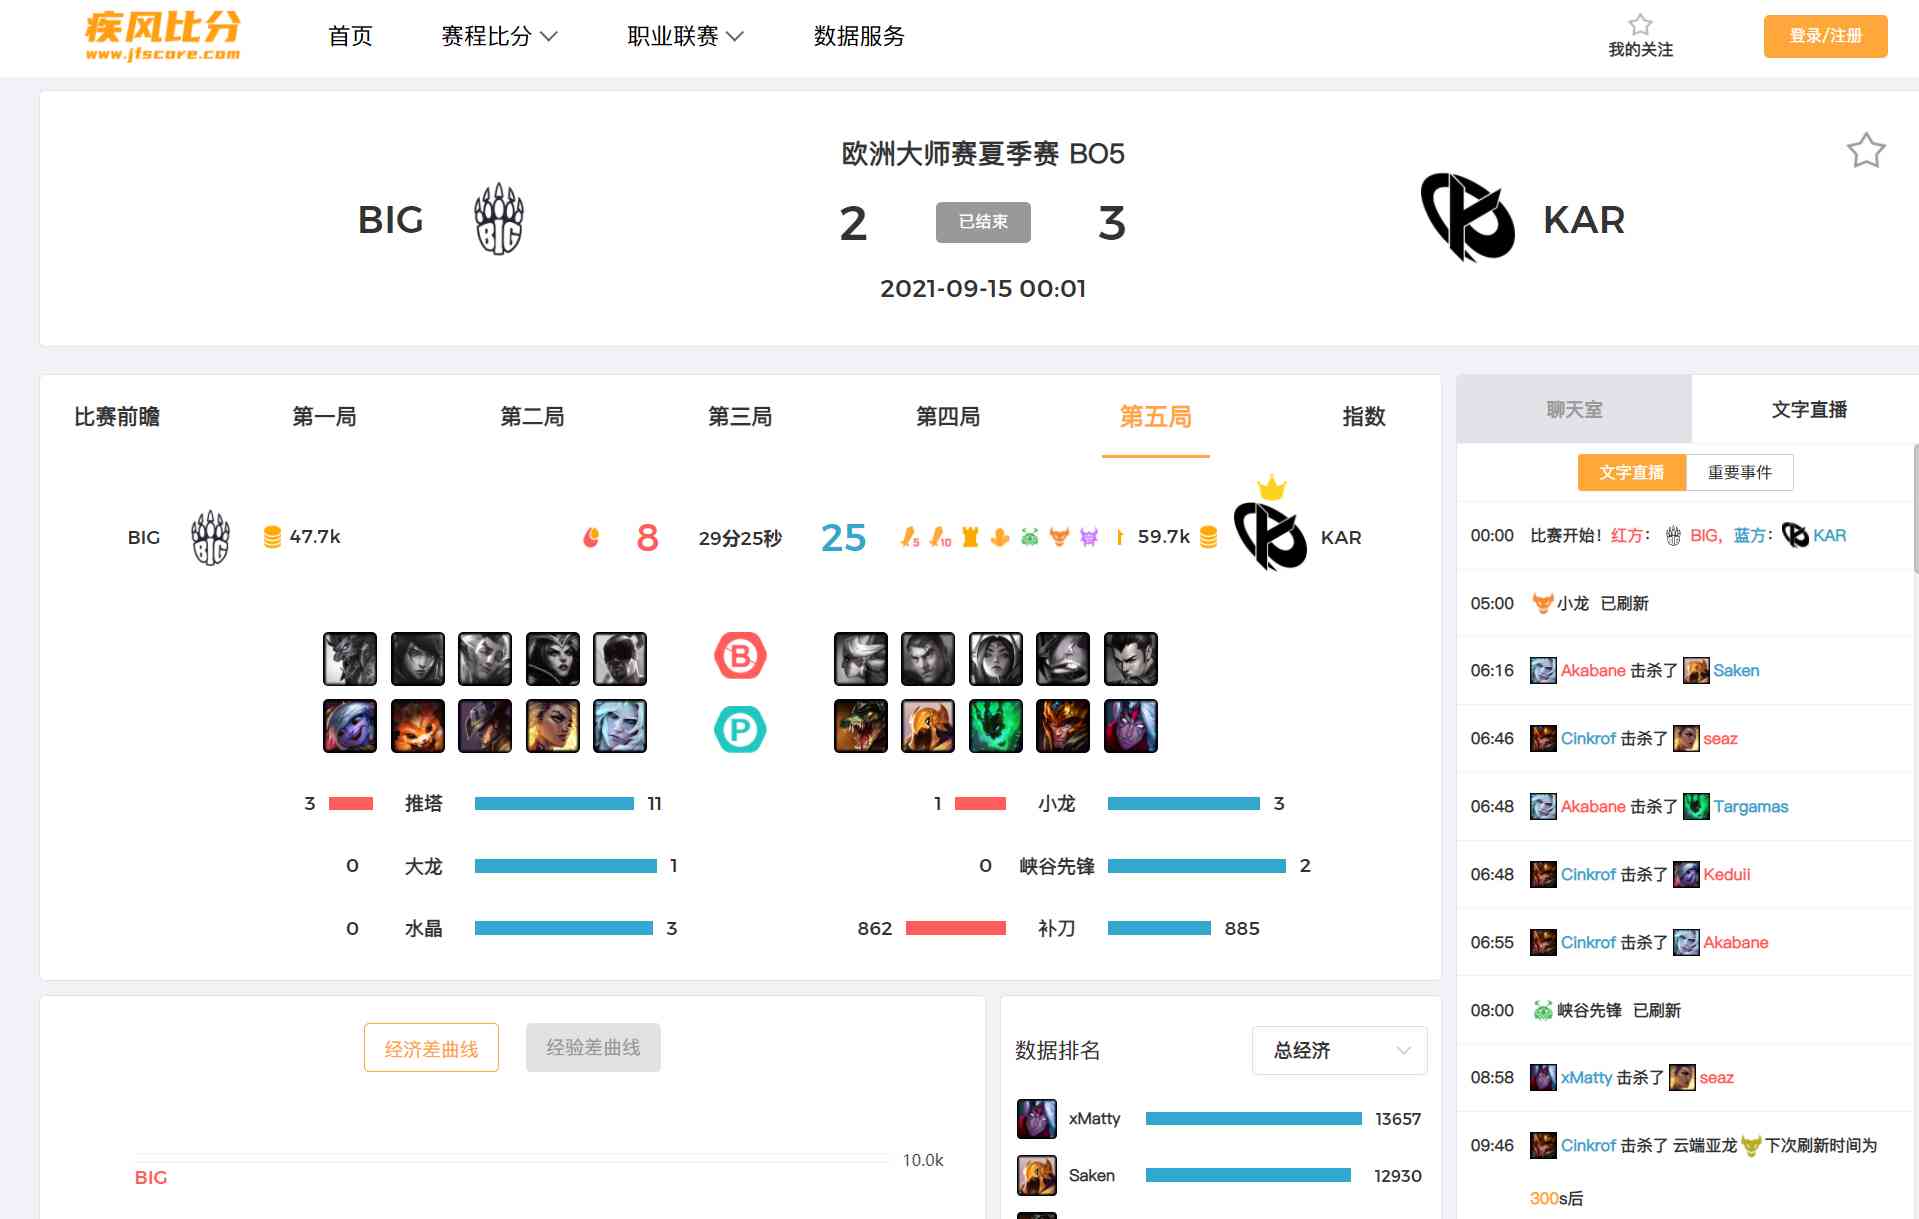 疾风比分
www.jfscore.com
首页
赛程比分
职业联赛
数据服务
我的关注
登录/注册
欧洲大师赛夏季赛 BO5
BIG
BIG
2
已结束
3
KAR
2021-09-15 00:01
比赛前瞻
第一局
第二局
第三局
第四局
第五局
指数
BIG
BIG
47.7k
8
29分25秒
25
5
10
59.7k
KAR
B
P
3 推塔 11
1 小龙 3
0 大龙 1
0 峡谷先锋 2
0 水晶 3
862 补刀 885
经济差曲线
经验差曲线
10.0k
BIG
数据排名
总经济
xMatty 13657
Saken 12930
聊天室
文字直播
文字直播
重要事件
00:00 比赛开始! 红方: BIG, 蓝方: KAR
05:00 小龙 已刷新
06:16 Akabane 击杀了 Saken
06:46 Cinkrof 击杀了 seaz
06:48 Akabane 击杀了 Targamas
06:48 Cinkrof 击杀了 Keduii
06:55 Cinkrof 击杀了 Akabane
08:00 峡谷先锋 已刷新
08:58 xMatty 击杀了 seaz
09:46 Cinkrof 击杀了 云端亚龙 下次刷新时间为
300s后